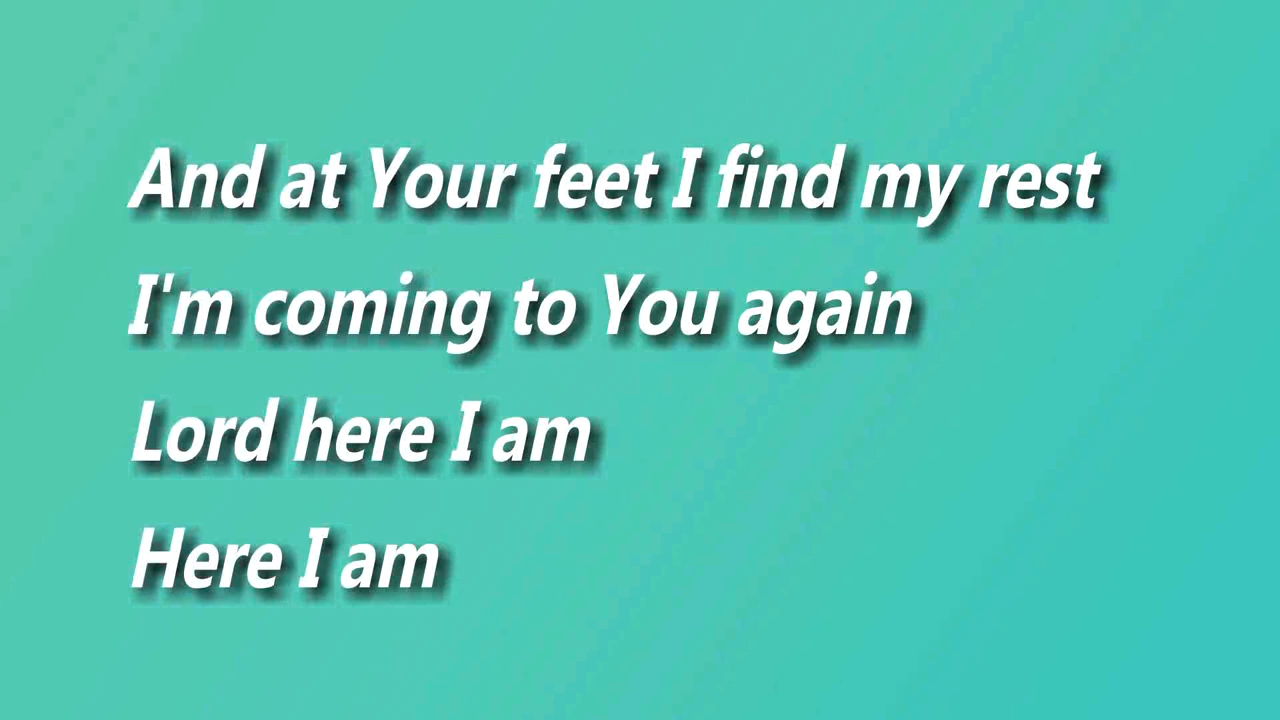 And at Your feet I find my rest
I'm coming to You again
Lord here I am
Here I am